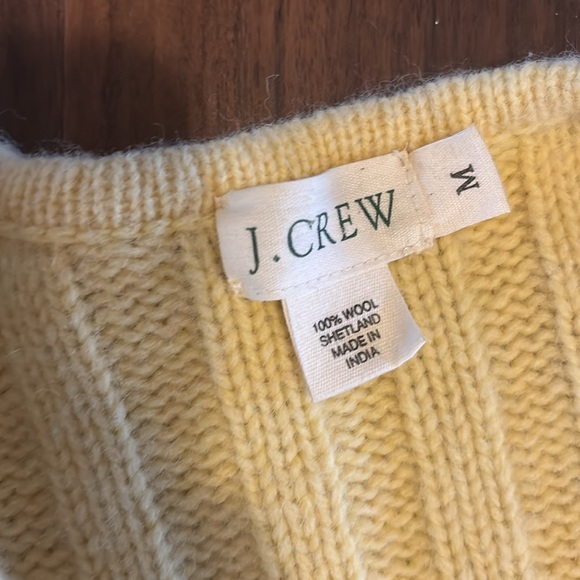 J.CREW
M
100% WOOL
SHETLAND
MADE IN
INDIA